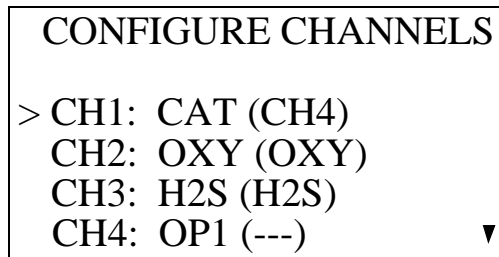 CONFIGURE CHANNELS
> CH1: CAT (CH4)
CH2: OXY (OXY)
CH3: H2S (H2S)
CH4: OP1 (---)